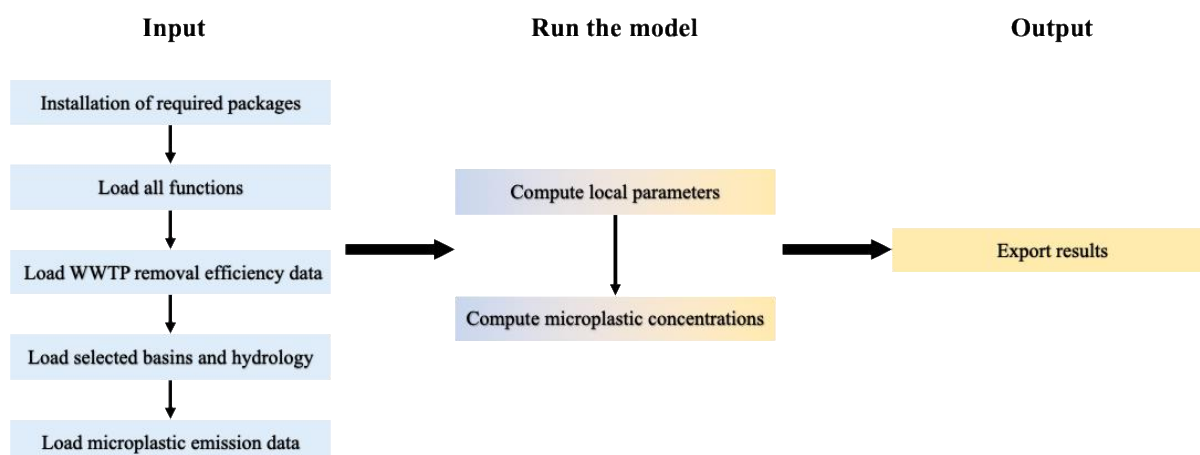 Input
Installation of required packages
Load all functions
Load WWTP removal efficiency data
Load selected basins and hydrology
Load microplastic emission data
Run the model
Compute local parameters
Compute microplastic concentrations
Output
Export results